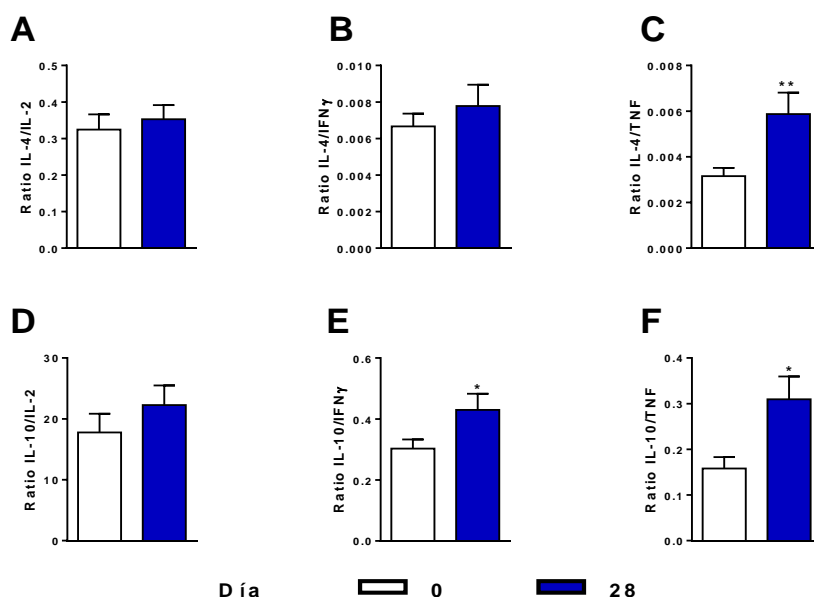 A
Ratio IL-4/IL-2
0.5
0.4
0.3
0.2
0.1
0.0
B
Ratio IL-4/IFNγ
0.010
0.008
0.006
0.004
0.002
0.000
C
Ratio IL-4/TNF
0.008
0.006
0.004
0.002
0.000
**
D
Ratio IL-10/IL-2
30
20
10
0
E
Ratio IL-10/IFNγ
0.6
0.4
0.2
0.0
*
F
Ratio IL-10/TNF
0.4
0.3
0.2
0.1
0.0
*
Día 0 28